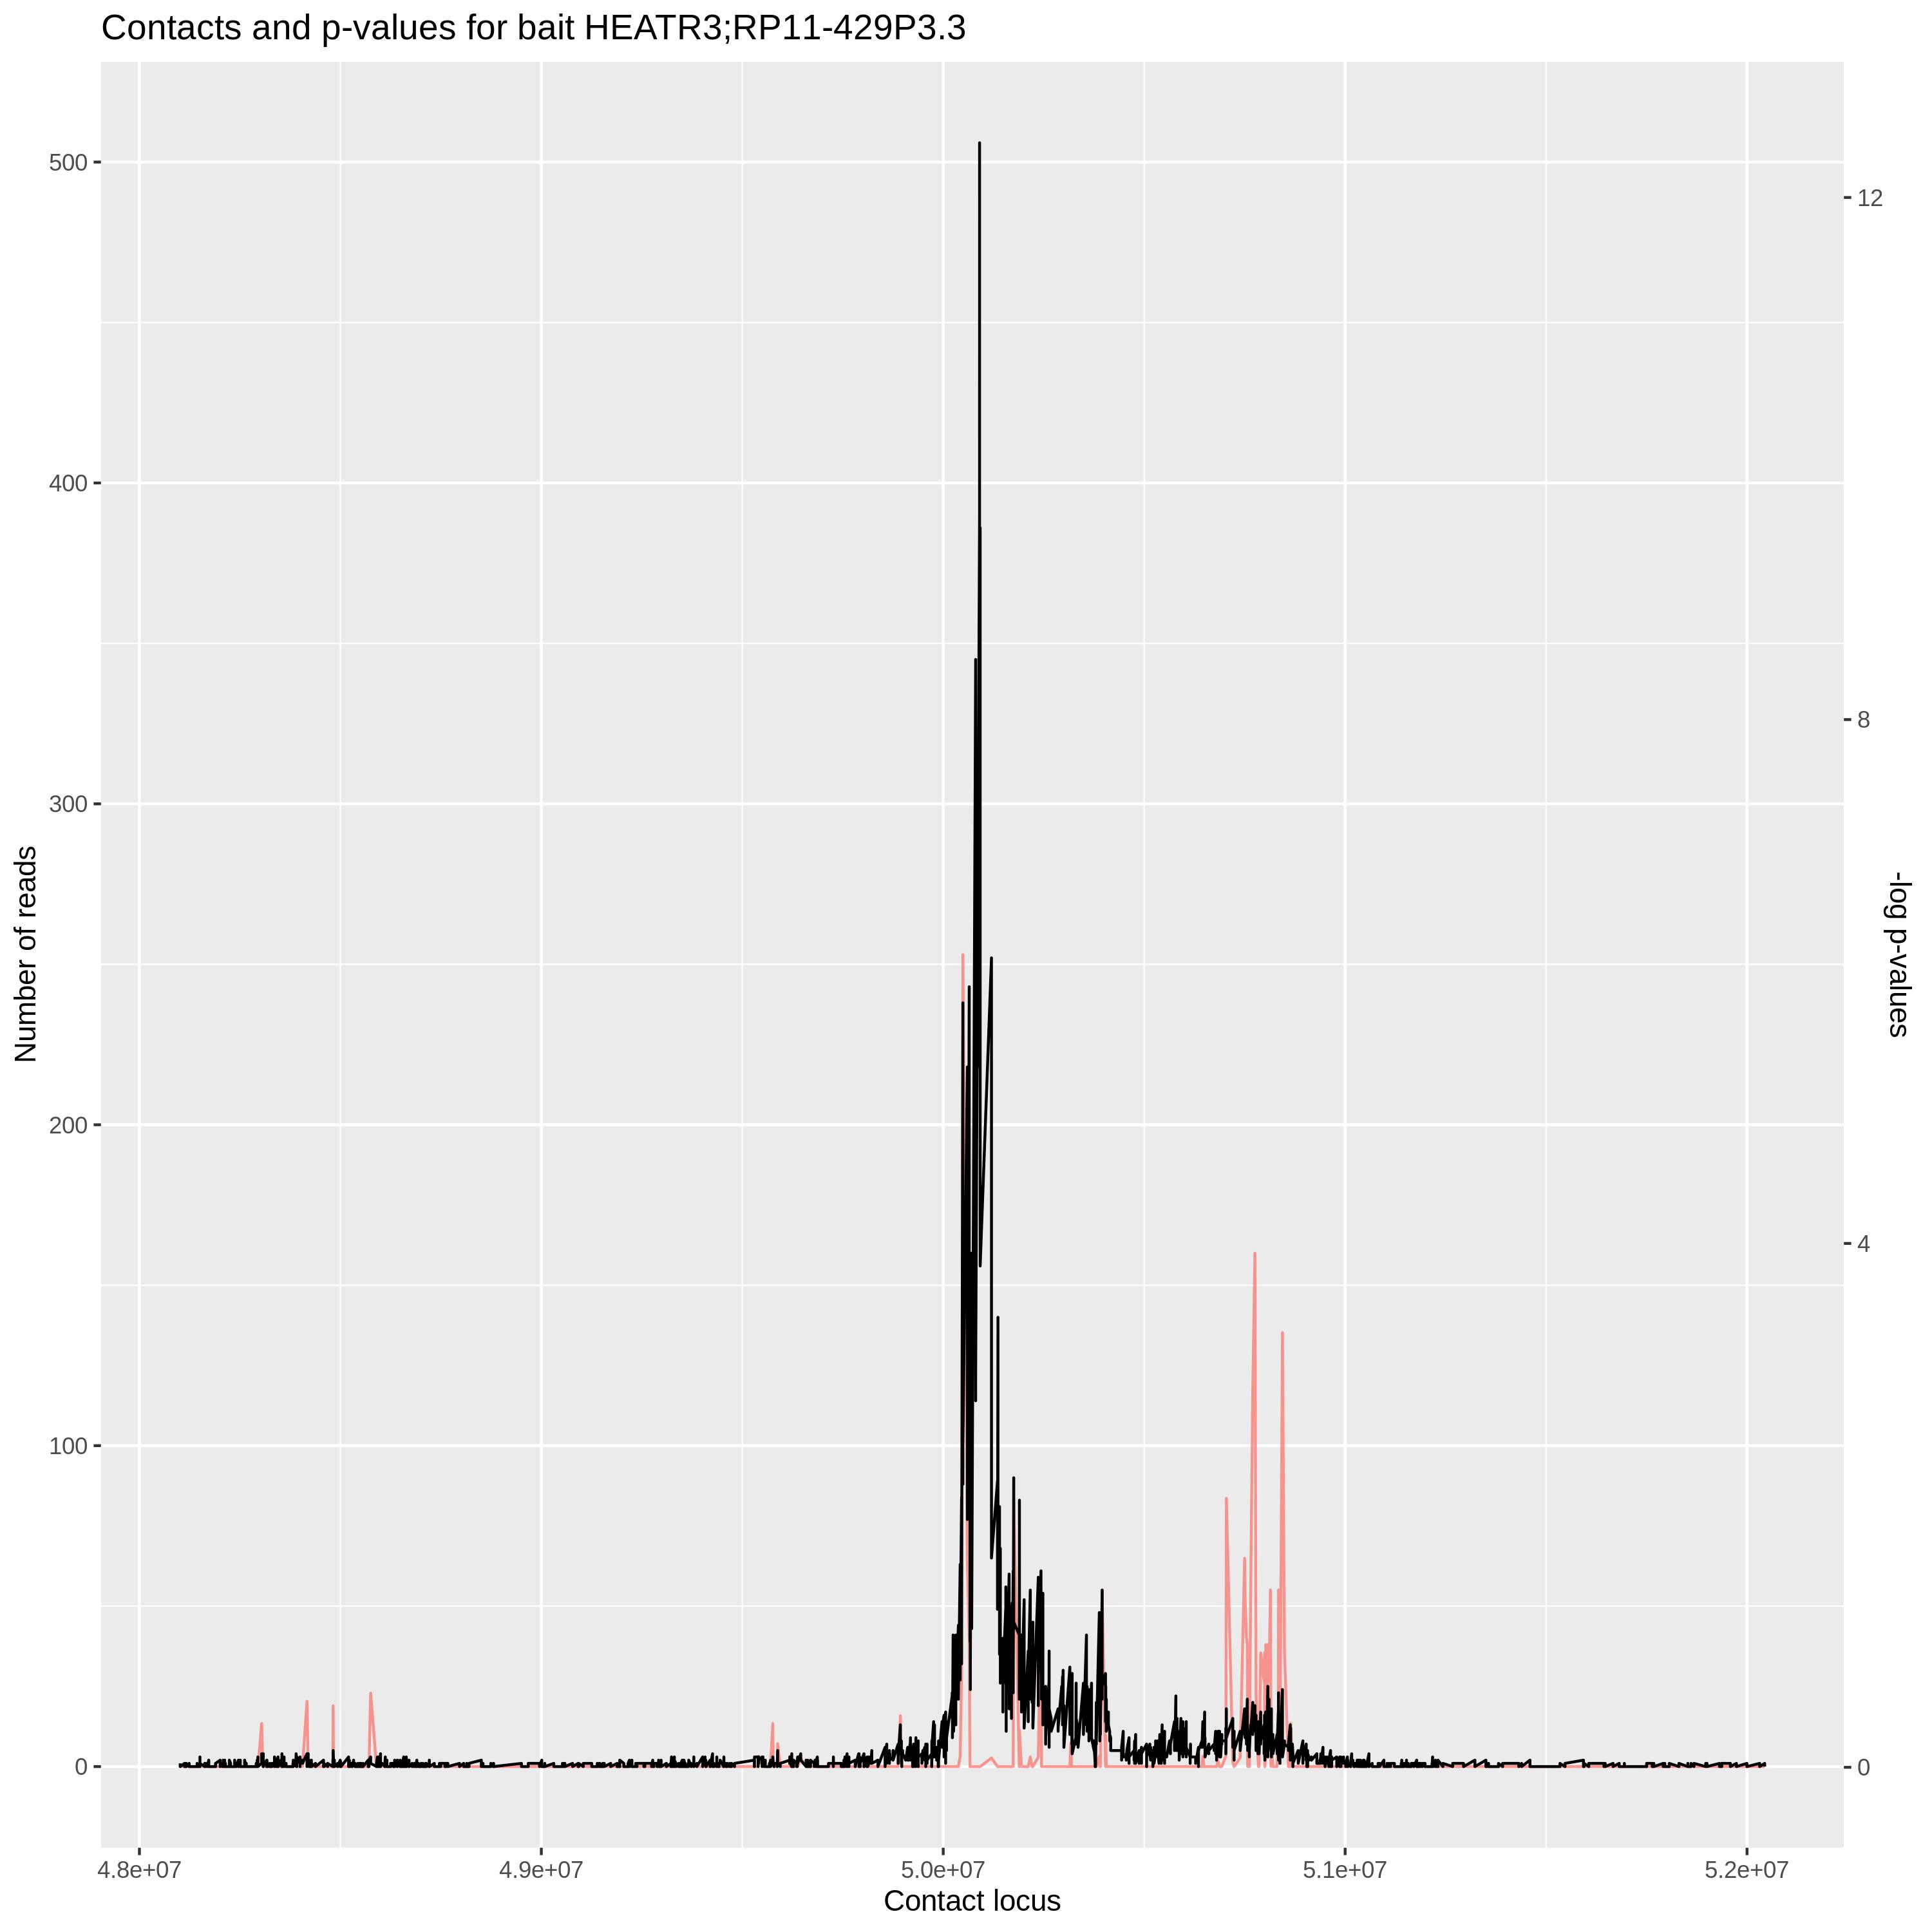 Contacts and p-values for bait HEATR3;RP11-429P3.3
500
400
300
200
100
0
Number of reads
12
8
4
0
-log p-values
4.8e+07 4.9e+07 5.0e+07 5.1e+07 5.2e+07
Contact locus